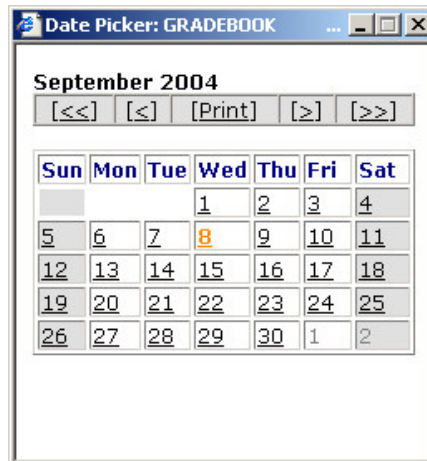 Date Picker: GRADEBOOK ...
September 2004
[<<] [<] [Print] [>] [>>]
Sun Mon Tue Wed Thu Fri Sat
1 2 3 4
5 6 7 8 9 10 11
12 13 14 15 16 17 18
19 20 21 22 23 24 25
26 27 28 29 30 1 2